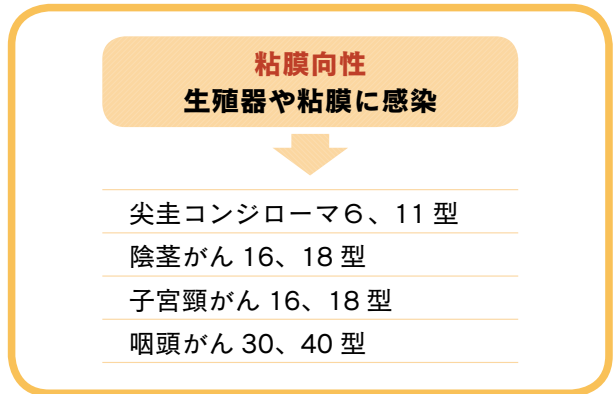 粘膜向性
生殖器や粘膜に感染
尖圭コンジローマ６、11 型
陰茎がん 16、18 型
子宮頸がん 16、18 型
咽頭がん 30、40 型